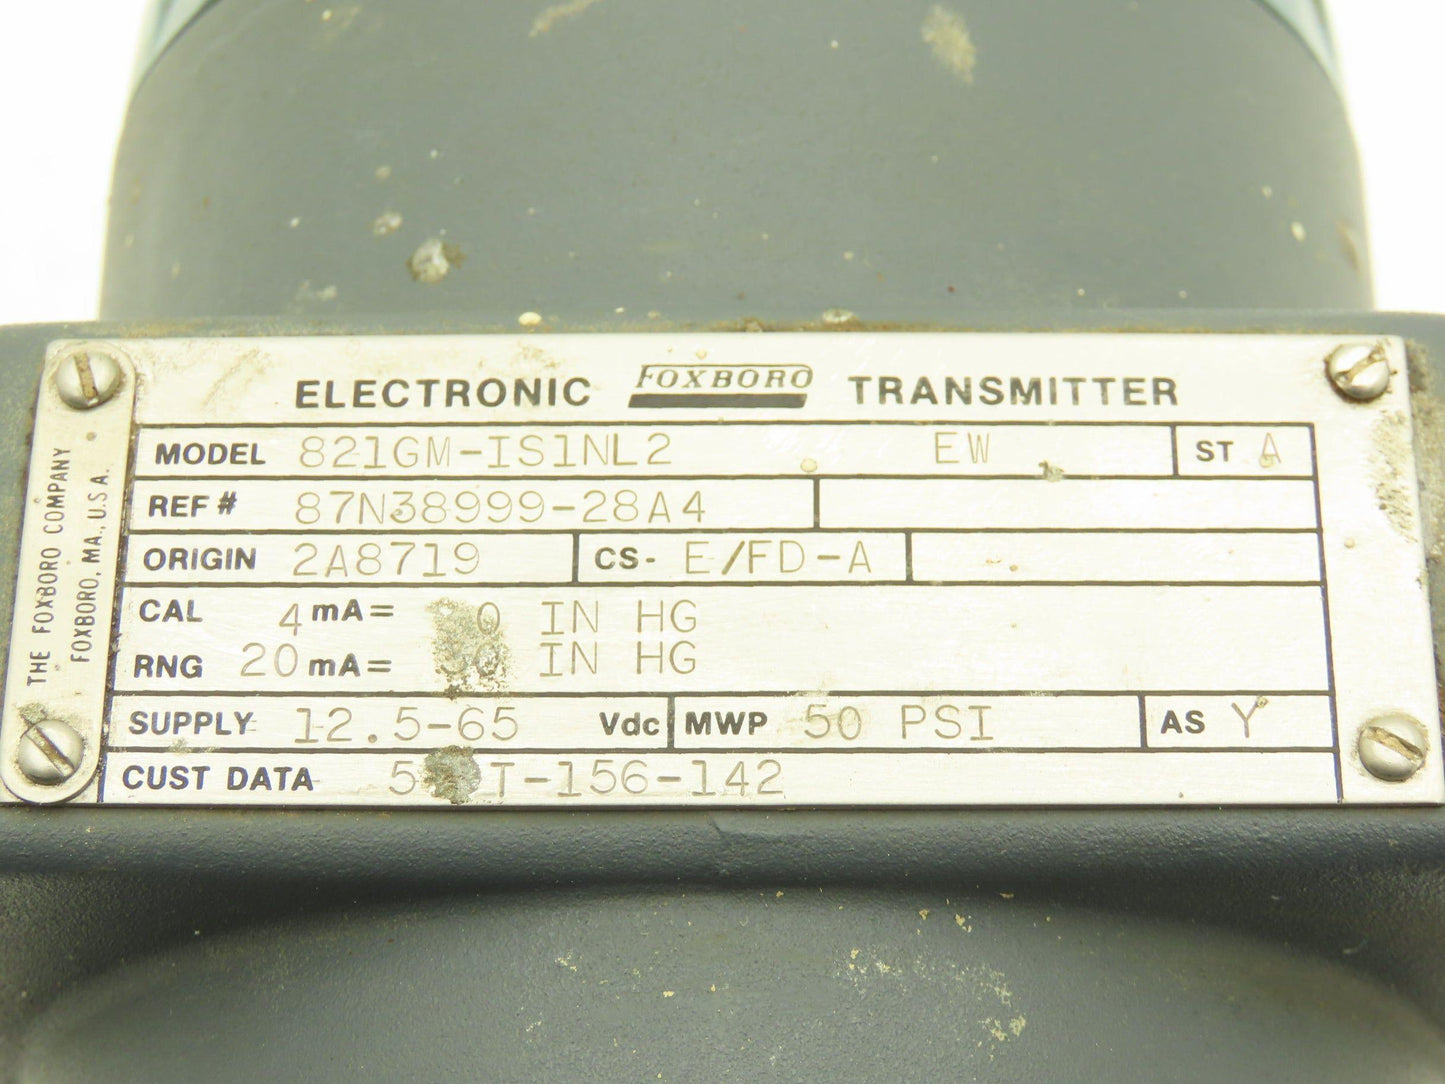 ELECTRONIC FOXBORO TRANSMITTER
THE FOXBORO COMPANY
FOXBORO, MA., U.S.A.
MODEL 821GM-IS1NL2 EW ST A
REF # 87N38999-28A4
ORIGIN 2A8719 CS- E/FD-A
CAL 4 mA= 0 IN HG
RNG 20 mA= IN HG
SUPPLY 12.5-65 Vdc MWP 50 PSI AS Y
CUST DATA